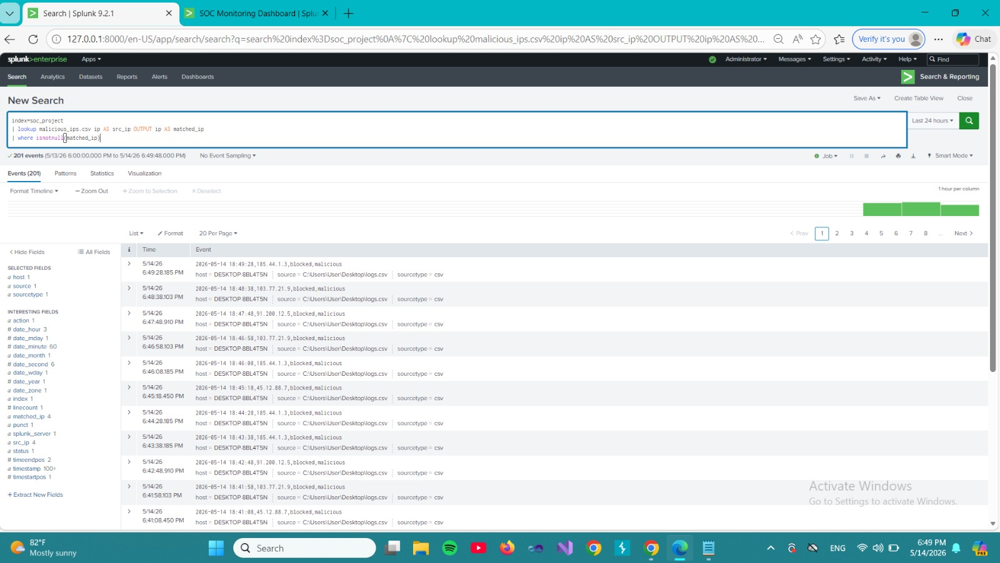 Search | Splunk 9.2.1
SOC Monitoring Dashboard | Splu
127.0.0.1:8000/en-US/app/search/search?q=search%20index%3Dsoc_project%0A%7C%20lookup%20malicious_ips.csv%20ip%20AS%20src_ip%20OUTPUT%20ip%20AS%20...
Verify it's you
Chat
splunk>enterprise Apps
Administrator Messages Settings Activity Help Find
Search Analytics Datasets Reports Alerts Dashboards
Search & Reporting
New Search
Save As Create Table View Close
index=soc_project
| lookup malicious_ips.csv ip AS src_ip OUTPUT ip AS matched_ip
| where isnotnull(matched_ip)
Last 24 hours
✓ 201 events (5/13/26 6:00:00.000 PM to 5/14/26 6:49:48.000 PM) No Event Sampling
Job Smart Mode
Events (201) Patterns Statistics Visualization
Format Timeline — Zoom Out + Zoom to Selection × Deselect
1 hour per column
List Format 20 Per Page
< Prev 1 2 3 4 5 6 7 8 ... Next >
< Hide Fields All Fields
SELECTED FIELDS
a host 1
a source 1
a sourcetype 1
INTERESTING FIELDS
a action 1
# date_hour 3
# date_mday 1
# date_minute 60
a date_month 1
# date_second 6
a date_wday 1
# date_year 1
a date_zone 1
a index 1
# linecount 1
a matched_ip 4
a punct 1
a splunk_server 1
a src_ip 4
a status 1
# timeendpos 2
a timestamp 100+
# timestartpos 1
+ Extract New Fields
i Time Event
5/14/26
6:49:28.185 PM
2026-05-14 18:49:28,185.44.1.3,blocked,malicious
host = DESKTOP-8BL4T5N source = C:\Users\User\Desktop\logs.csv sourcetype = csv
5/14/26
6:48:38.103 PM
2026-05-14 18:48:38,103.77.21.9,blocked,malicious
host = DESKTOP-8BL4T5N source = C:\Users\User\Desktop\logs.csv sourcetype = csv
5/14/26
6:47:48.910 PM
2026-05-14 18:47:48,91.200.12.5,blocked,malicious
host = DESKTOP-8BL4T5N source = C:\Users\User\Desktop\logs.csv sourcetype = csv
5/14/26
6:46:58.103 PM
2026-05-14 18:46:58,103.77.21.9,blocked,malicious
host = DESKTOP-8BL4T5N source = C:\Users\User\Desktop\logs.csv sourcetype = csv
5/14/26
6:46:08.185 PM
2026-05-14 18:46:08,185.44.1.3,blocked,malicious
host = DESKTOP-8BL4T5N source = C:\Users\User\Desktop\logs.csv sourcetype = csv
5/14/26
6:45:18.450 PM
2026-05-14 18:45:18,45.12.88.7,blocked,malicious
host = DESKTOP-8BL4T5N source = C:\Users\User\Desktop\logs.csv sourcetype = csv
5/14/26
6:44:28.185 PM
2026-05-14 18:44:28,185.44.1.3,blocked,malicious
host = DESKTOP-8BL4T5N source = C:\Users\User\Desktop\logs.csv sourcetype = csv
5/14/26
6:43:38.185 PM
2026-05-14 18:43:38,185.44.1.3,blocked,malicious
host = DESKTOP-8BL4T5N source = C:\Users\User\Desktop\logs.csv sourcetype = csv
5/14/26
6:42:48.910 PM
2026-05-14 18:42:48,91.200.12.5,blocked,malicious
host = DESKTOP-8BL4T5N source = C:\Users\User\Desktop\logs.csv sourcetype = csv
5/14/26
6:41:58.103 PM
2026-05-14 18:41:58,103.77.21.9,blocked,malicious
host = DESKTOP-8BL4T5N source = C:\Users\User\Desktop\logs.csv sourcetype = csv
5/14/26
6:41:08.450 PM
2026-05-14 18:41:08,45.12.88.7,blocked,malicious
host = DESKTOP-8BL4T5N source = C:\Users\User\Desktop\logs.csv sourcetype = csv
Activate Windows
Go to Settings to activate Windows.
82°F
Mostly sunny
Search
ENG
6:49 PM
5/14/2026
PRE